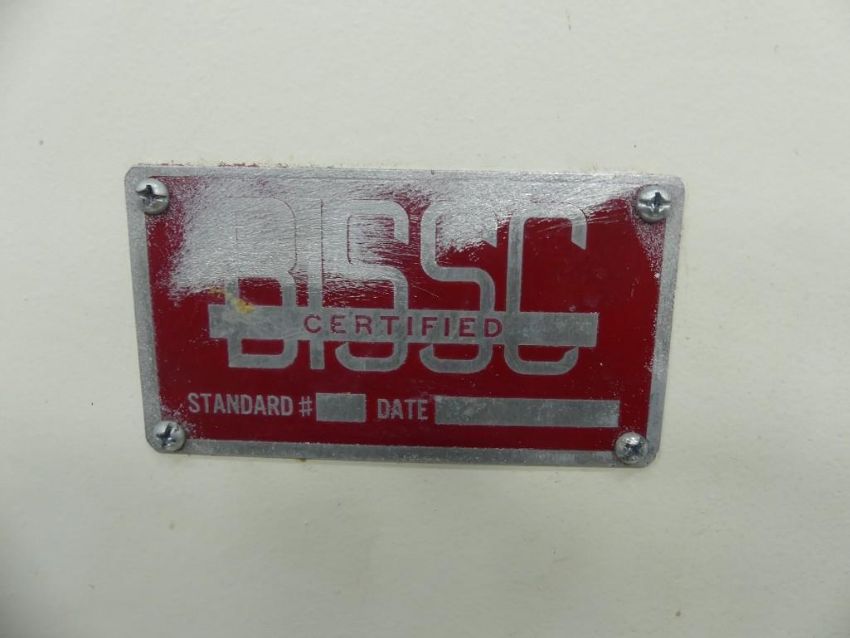 BISSC
CERTIFIED
STANDARD # DATE